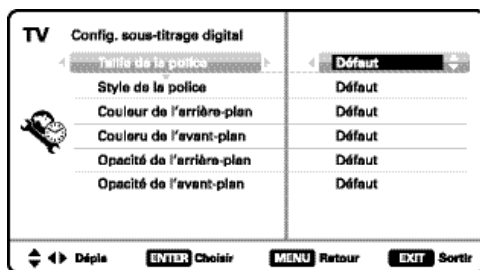 TV Config. sous-titrage digital
Taille de la police Défaut
Style de la police Défaut
Couleur de l'arrière-plan Défaut
Couleru de l'avant-plan Défaut
Opacité de l'arrière-plan Défaut
Opacité de l'avant-plan Défaut
Dépla ENTER Choisir MENU Retour EXIT Sortir